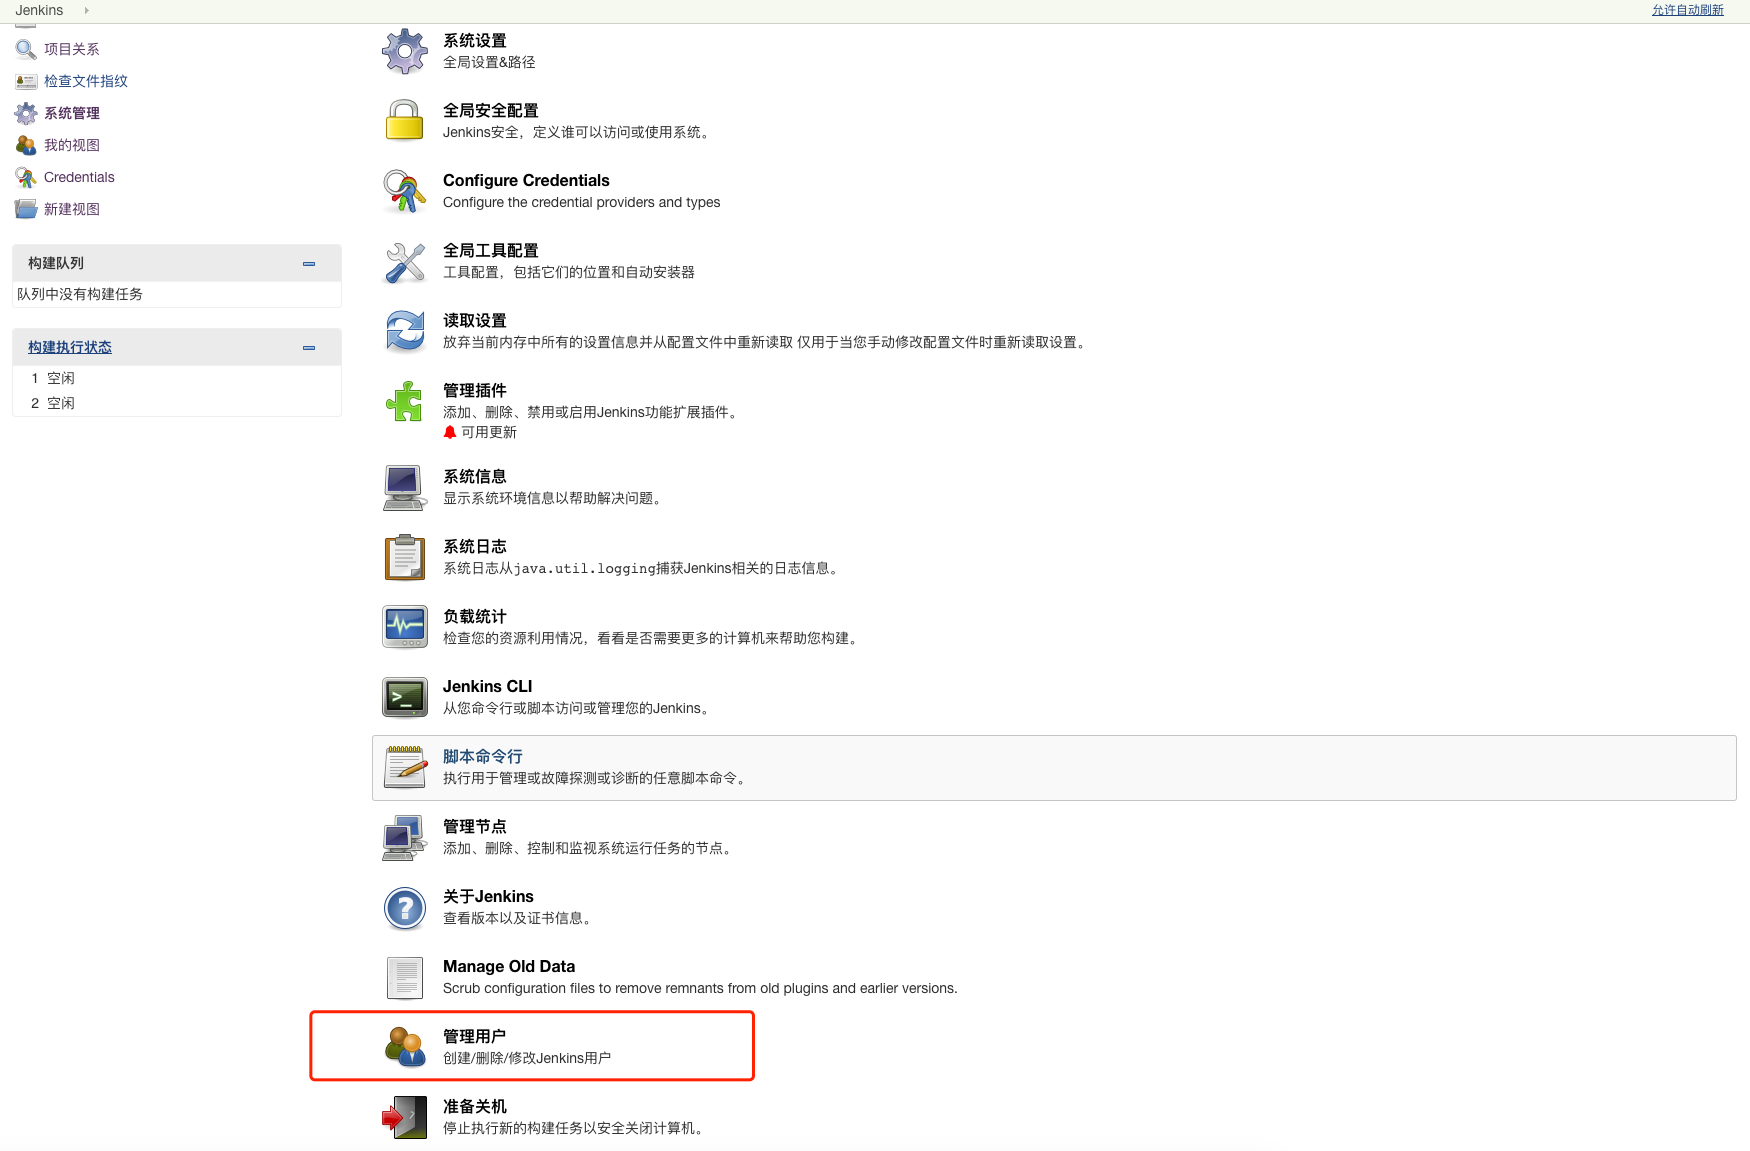 Jenkins
允许自动刷新
项目关系
检查文件指纹
系统管理
我的视图
Credentials
新建视图
构建队列
队列中没有构建任务
构建执行状态
1 空闲
2 空闲
系统设置
全局设置&路径
全局安全配置
Jenkins安全，定义谁可以访问或使用系统。
Configure Credentials
Configure the credential providers and types
全局工具配置
工具配置，包括它们的位置和自动安装器
读取设置
放弃当前内存中所有的设置信息并从配置文件中重新读取 仅用于当您手动修改配置文件时重新读取设置。
管理插件
添加、删除、禁用或启用Jenkins功能扩展插件。
可用更新
系统信息
显示系统环境信息以帮助解决问题。
系统日志
系统日志从java.util.logging捕获Jenkins相关的日志信息。
负载统计
检查您的资源利用情况，看看是否需要更多的计算机来帮助您构建。
Jenkins CLI
从您命令行或脚本访问或管理您的Jenkins。
脚本命令行
执行用于管理或故障探测或诊断的任意脚本命令。
管理节点
添加、删除、控制和监视系统运行任务的节点。
关于Jenkins
查看版本以及证书信息。
Manage Old Data
Scrub configuration files to remove remnants from old plugins and earlier versions.
管理用户
创建/删除/修改Jenkins用户
准备关机
停止执行新的构建任务以安全关闭计算机。